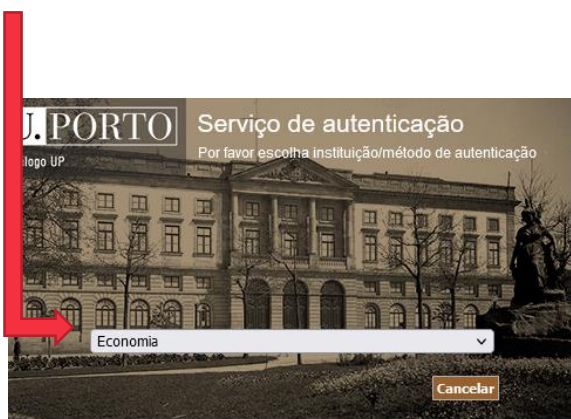 U.PORTO
Serviço de autenticação
Por favor escolha instituição/método de autenticação
Economia
Cancelar